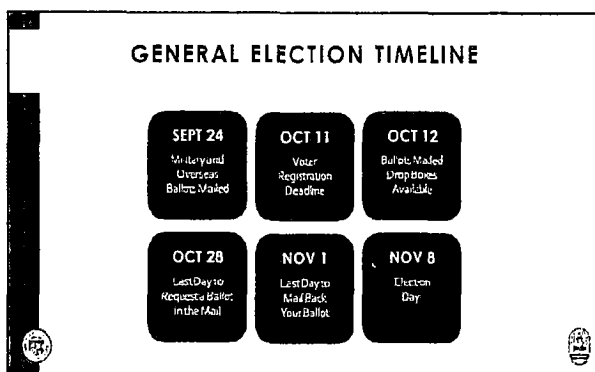 GENERAL ELECTION TIMELINE
SEPT 24
Military and
Overseas
Ballots Mailed
OCT 11
Voter
Registration
Deadline
OCT 12
Ballots Mailed
Drop Boxes
Available
OCT 28
Last Day to
Request a Ballot
in the Mail
NOV 1
Last Day to
Mail Back
Your Ballot
NOV 8
Election
Day